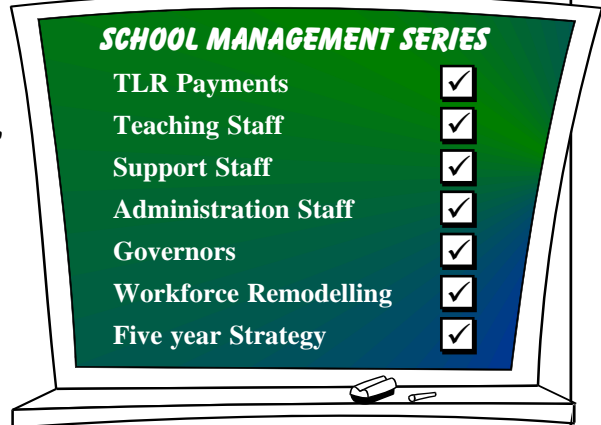 SCHOOL MANAGEMENT SERIES
TLR Payments
Teaching Staff
Support Staff
Administration Staff
Governors
Workforce Remodelling
Five year Strategy